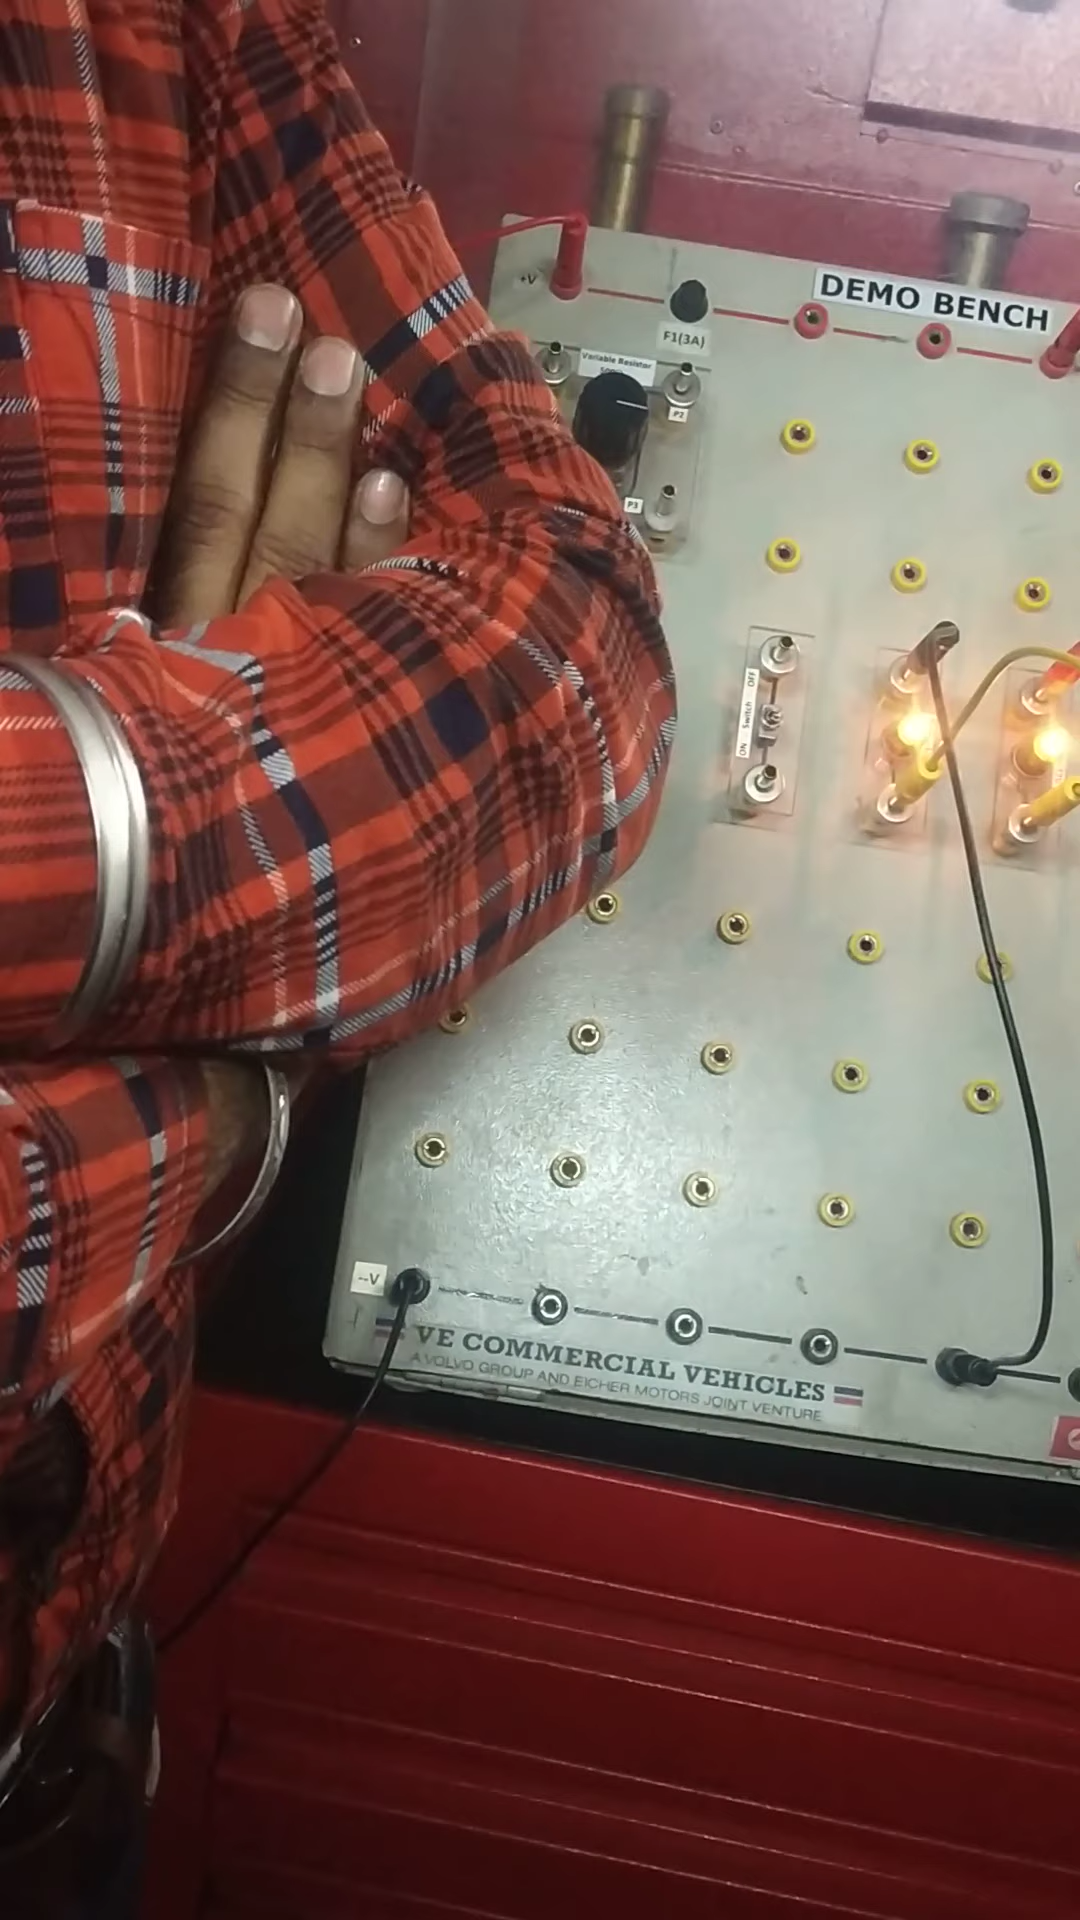 +V
DEMO BENCH
F1(3A)
Variable Resistor
P2
P3
ON Switch OFF
--V
VE COMMERCIAL VEHICLES
A VOLVO GROUP AND EICHER MOTORS JOINT VENTURE